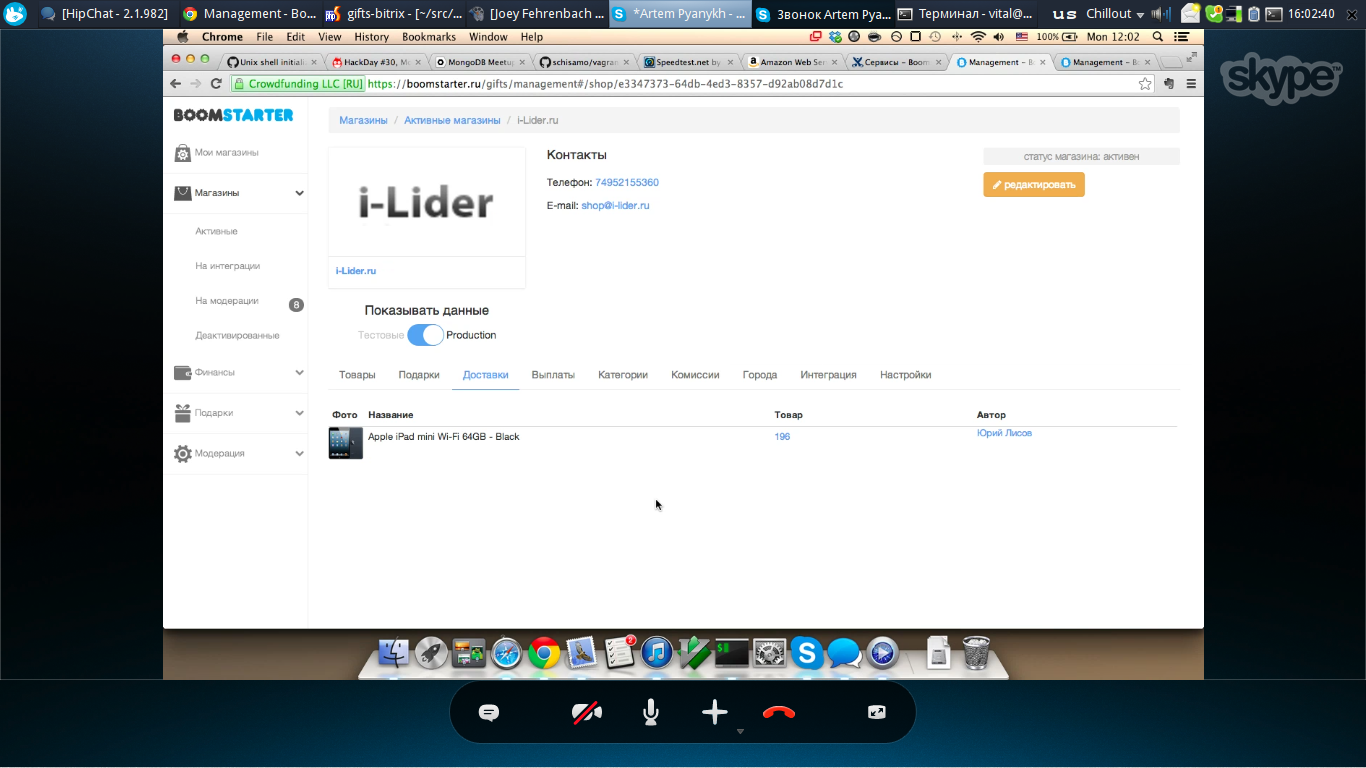 [HipChat - 2.1.982]
Management - Bo...
gifts-bitrix - [~/src/...
[Joey Fehrenbach ...
*Artem Pyanykh - ...
Звонок Artem Pya...
Терминал - vital@...
us
Chillout
16:02:40
Chrome File Edit View History Bookmarks Window Help
100%
Mon 12:02
skype™
Unix shell initiali
HackDay #30, M
MongoDB Meetup
schisamo/vagran
Speedtest.net by
Amazon Web Ser
Сервисы – Boom
Management – B
Management – B
Crowdfunding LLC [RU] https://boomstarter.ru/gifts/management#/shop/e3347373-64db-4ed3-8357-d92ab08d7d1c
BOOMSTARTER
Магазины / Активные магазины / i-Lider.ru
Мои магазины
Магазины
Активные
На интеграции
На модерации
8
Деактивированные
Финансы
Подарки
Модерация
i-Lider
i-Lider.ru
Контакты
Телефон: 74952155360
E-mail: shop@i-lider.ru
статус магазина: активен
редактировать
Показывать данные
Тестовые Production
Товары Подарки Доставки Выплаты Категории Комиссии Города Интеграция Настройки
Фото Название Товар Автор
Apple iPad mini Wi-Fi 64GB - Black 196 Юрий Лисов